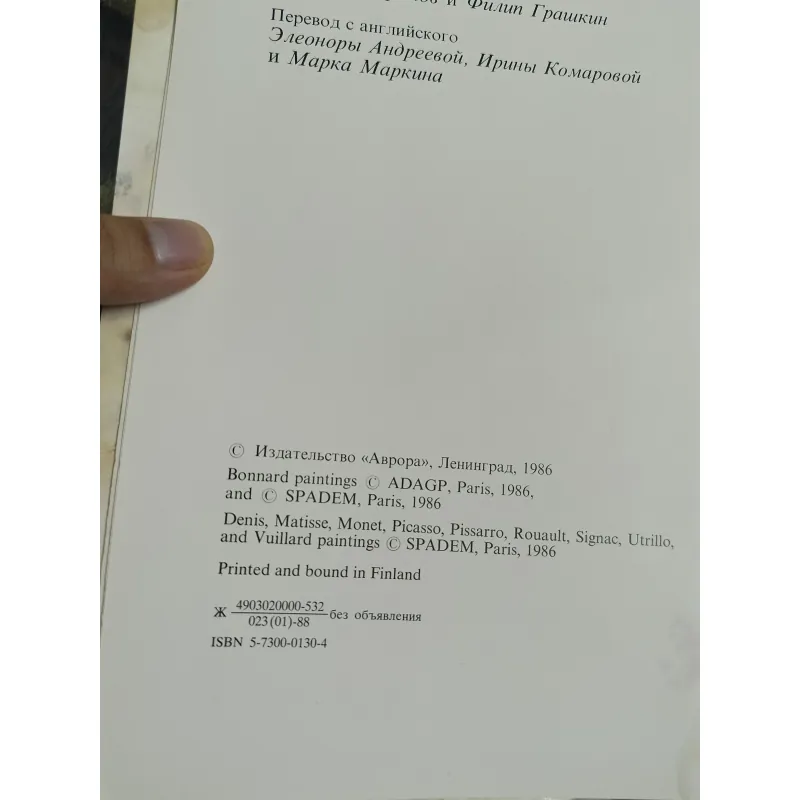 и Филип Грашкин
Перевод с английского
Элеоноры Андреевой, Ирины Комаровой
и Марка Маркина
© Издательство «Аврора», Ленинград, 1986
Bonnard paintings © ADAGP, Paris, 1986,
and © SPADEM, Paris, 1986
Denis, Matisse, Monet, Picasso, Pissarro, Rouault, Signac, Utrillo,
and Vuillard paintings © SPADEM, Paris, 1986
Printed and bound in Finland
Ж 4903020000-532 без объявления
023(01)-88
ISBN 5-7300-0130-4